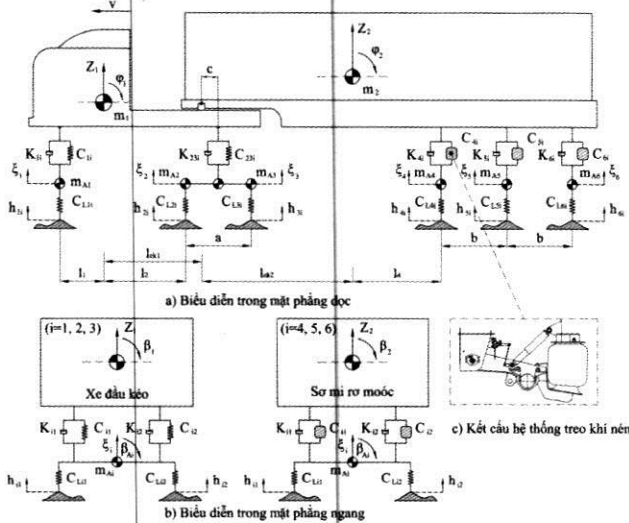 v
Z₁ φ₁ c Z₂ φ₂
m₁ m₂
K₁ᵢ C₁ᵢ K₂₃ᵢ C₂₃ᵢ K₄ᵢ C₄ᵢ K₅ᵢ C₅ᵢ K₆ᵢ C₆ᵢ
ξ₁ m_A1 ξ₂ m_A2 m_A3 ξ₃ ξ₄ m_A4 ξ₅ m_A5 m_A6 ξ₆
h₁ᵢ C_L1i h₂ᵢ C_L2i C_L3i h₃ᵢ h₄ᵢ C_L4i h₅ᵢ C_L5i C_L6i h₆ᵢ
a b b
l₁ l₂ l₄
a) Biểu diễn trong mặt phẳng dọc
(i=1, 2, 3) Z β₁ (i=4, 5, 6) Z₂ β₂
Xe đầu kéo Sơ mi rơ moóc
K_i1 C_i1 K_i2 C_i2 K_i1 C_i1 K_i2 C_i2
ξᵢ β_Ai ξᵢ β_Ai
h_i1 C_Li1 m_Ai C_Li2 h_i2 h_i1 C_Li1 m_Ai C_Li2 h_i2
c) Kết cấu hệ thống treo khí nén
b) Biểu diễn trong mặt phẳng ngang